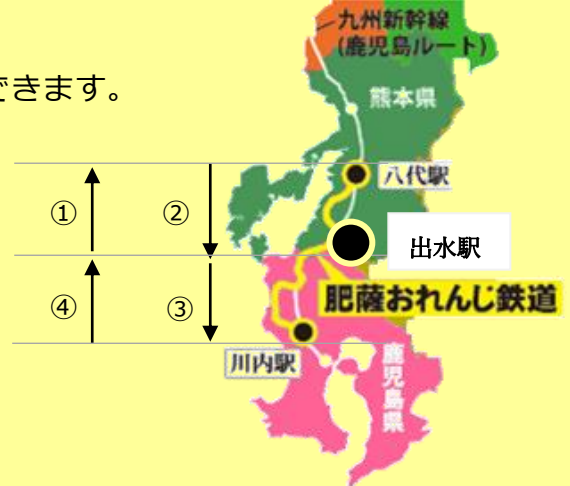 九州新幹線
(鹿児島ルート)
できます。
熊本県
八代駅
①
②
出水駅
④
③
肥薩おれんじ鉄道
川内駅
鹿児島県